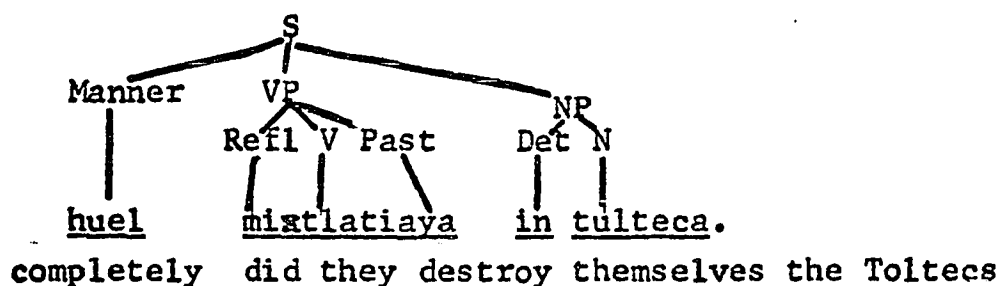 S
Manner VP NP
Refl V Past Det N
huel mixtlatiaya in tulteca.
completely did they destroy themselves the Toltecs